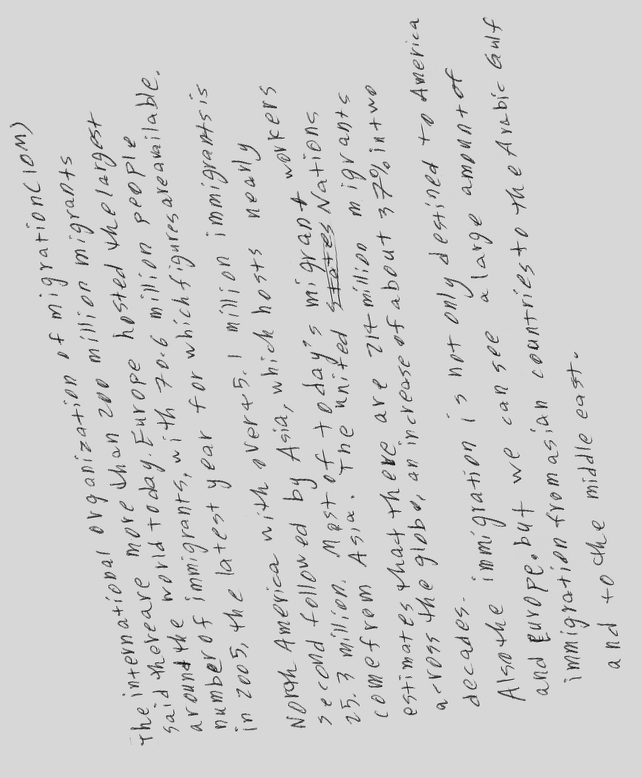 The international organization of migration(IOM)
said thereare more than 200 million migrants
around the world today. Europe hosted the largest
number of immigrants, with 70.6 million people
in 2005, the latest year for which figures are available.
North America with over 45.1 million immigrants is
second followed by Asia, which hosts nearly
25.3 million. Most of today's migrant workers
come from Asia. The united states Nations
estimates that there are 214 million migrants
across the globe, an increase of about 37% in two
decades.
Also the immigration is not only destined to America
and Europe. but we can see a large amount of
immigration from asian countries to the Arabic Gulf
and to the middle east.